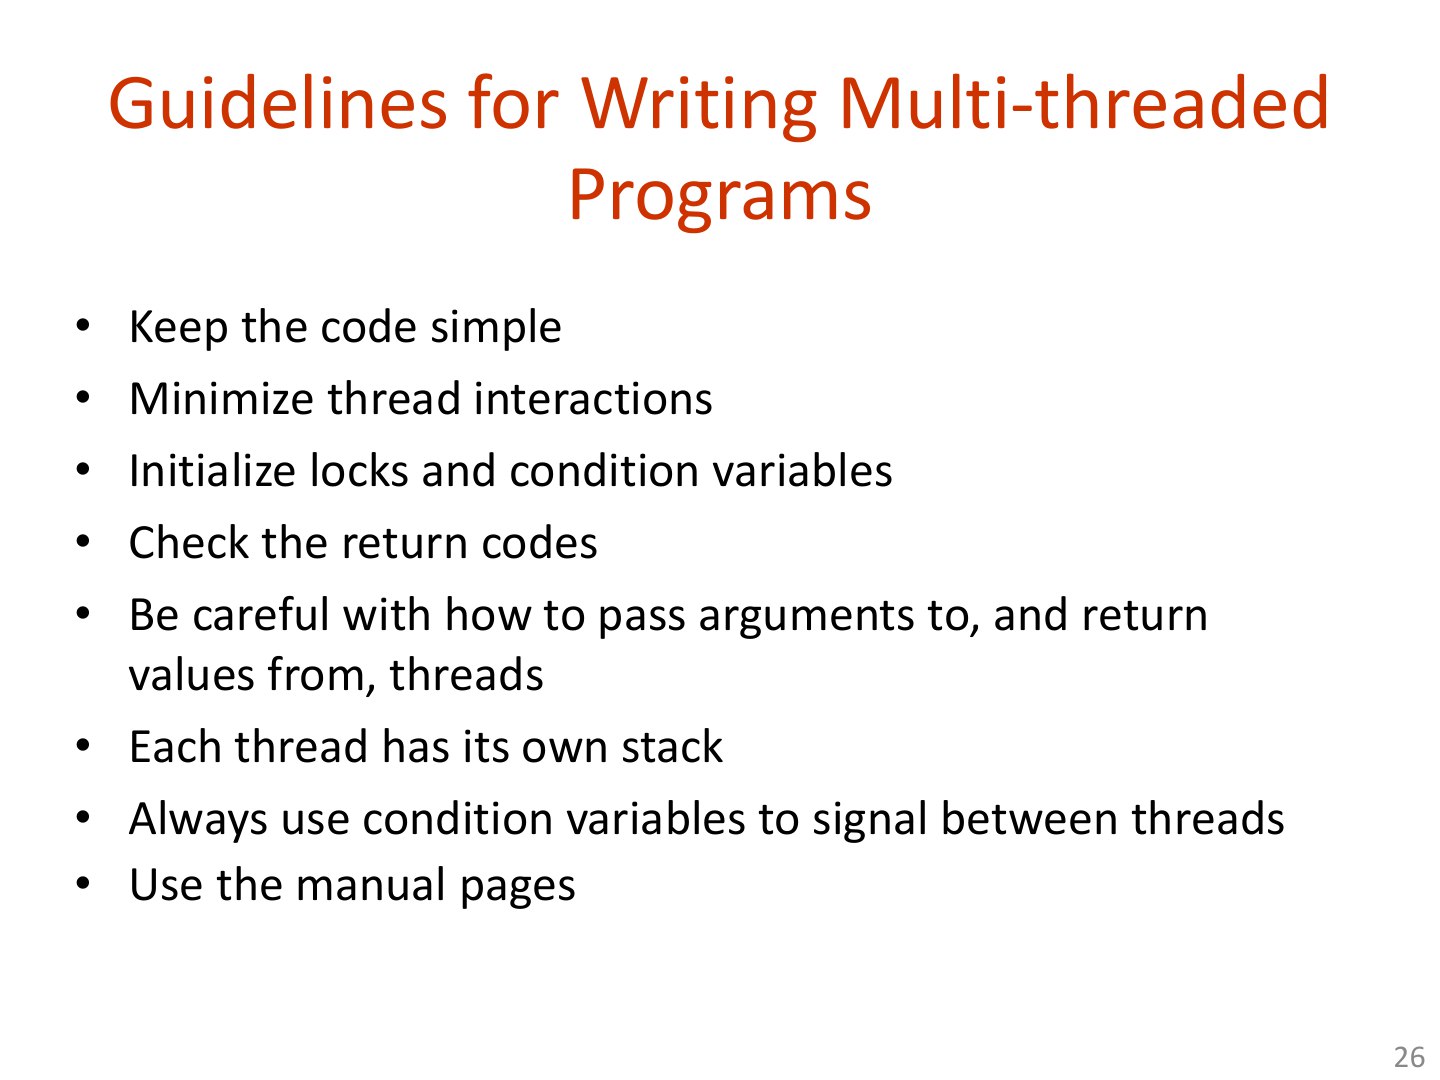 Guidelines for Writing Multi-threaded
Programs
• Keep the code simple
• Minimize thread interactions
• Initialize locks and condition variables
• Check the return codes
• Be careful with how to pass arguments to, and return
values from, threads
• Each thread has its own stack
• Always use condition variables to signal between threads
• Use the manual pages
26